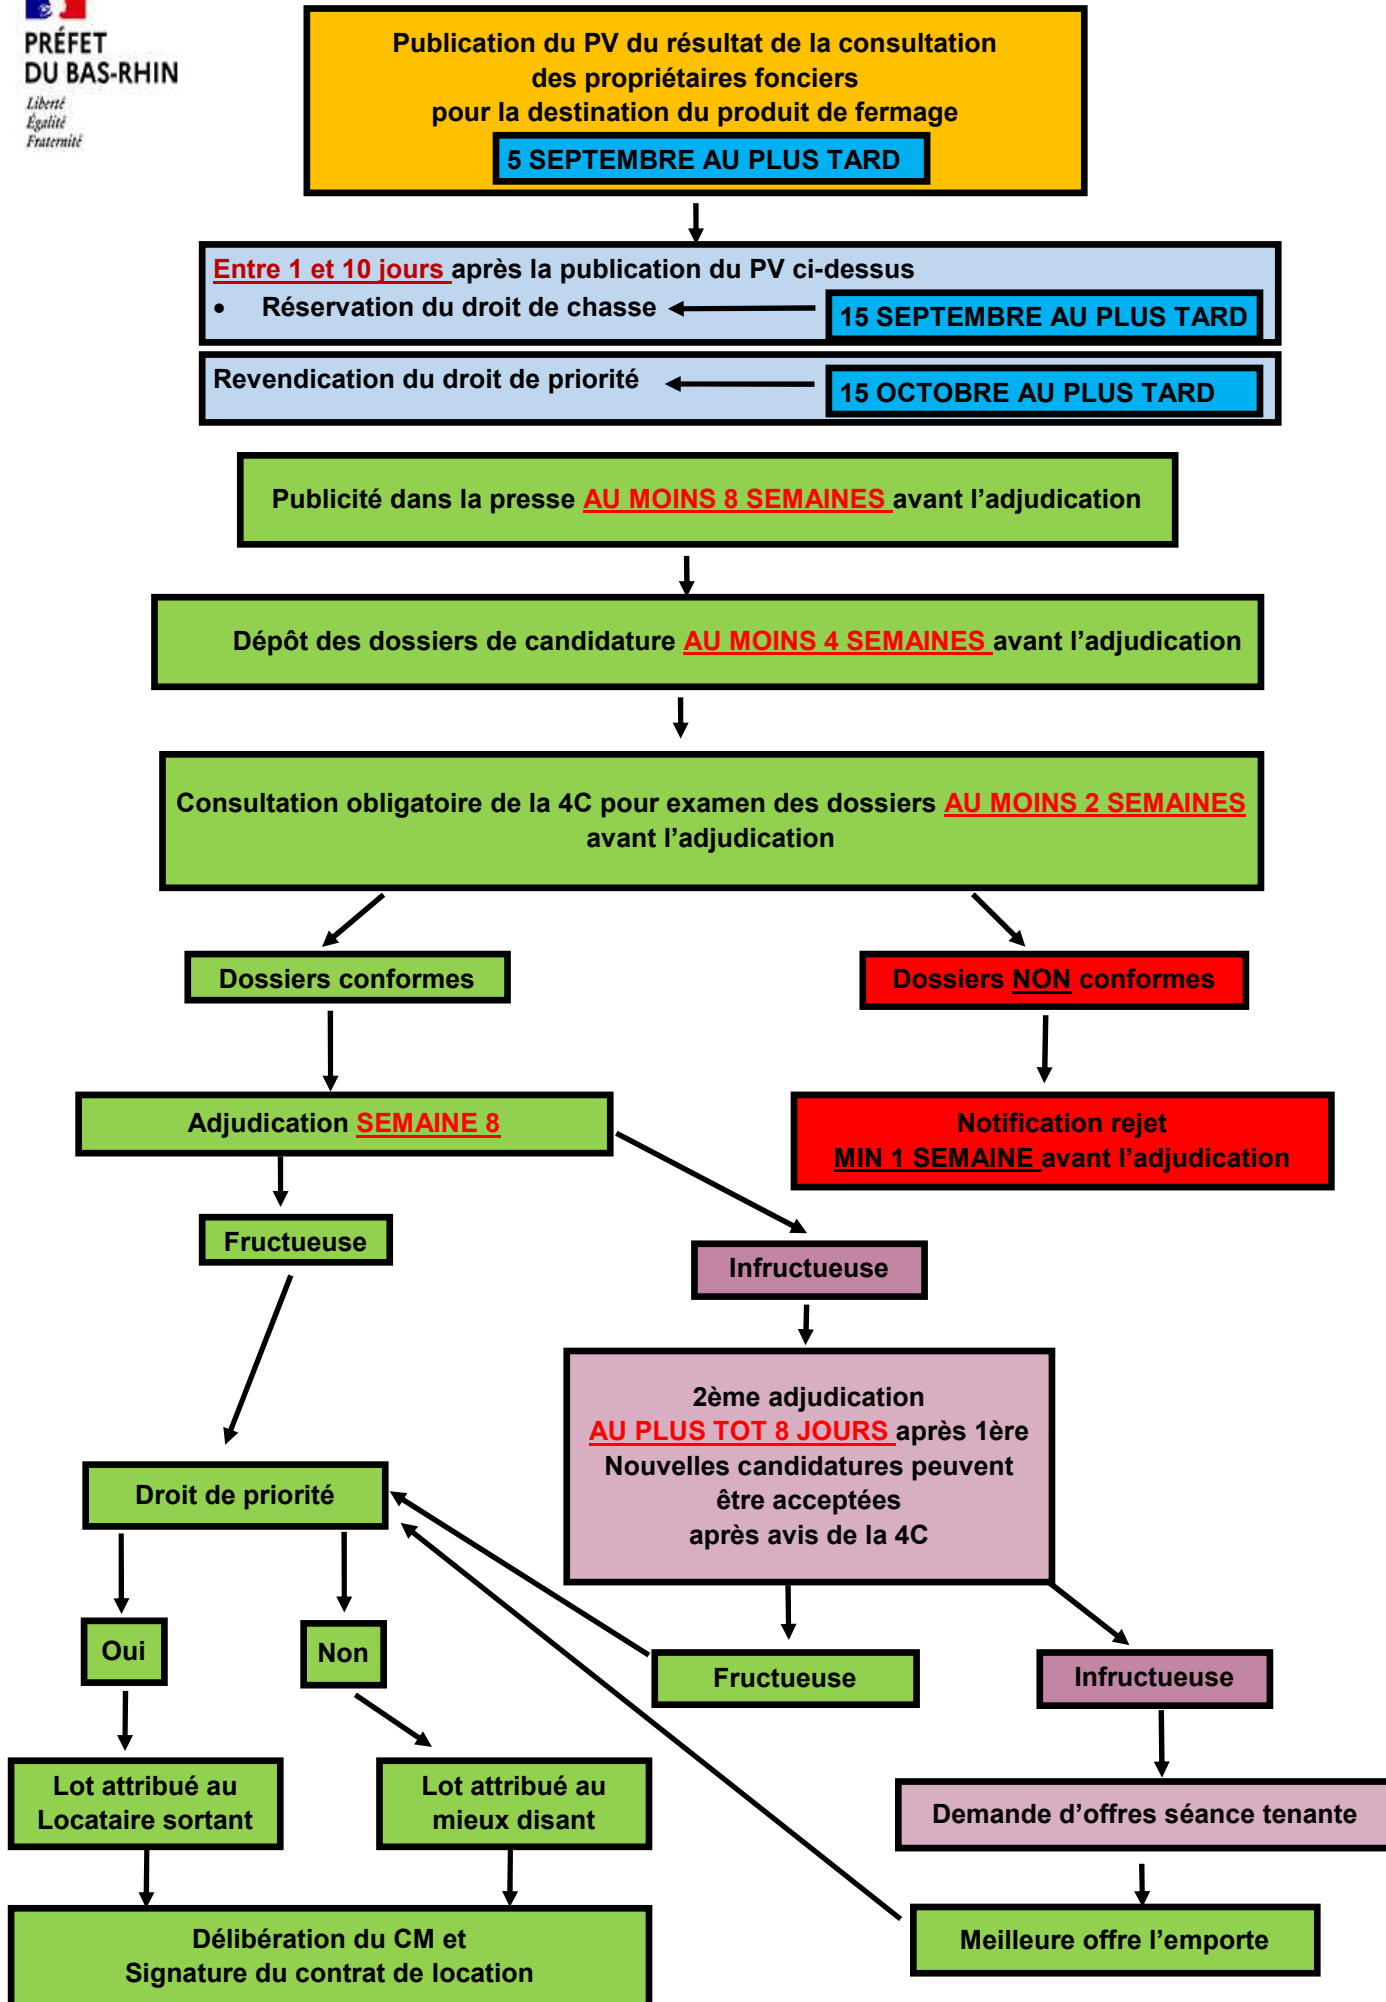 PRÉFET
DU BAS-RHIN
Liberté
Égalité
Fraternité
Publication du PV du résultat de la consultation
des propriétaires fonciers
pour la destination du produit de fermage
5 SEPTEMBRE AU PLUS TARD
Entre 1 et 10 jours après la publication du PV ci-dessus
• Réservation du droit de chasse
15 SEPTEMBRE AU PLUS TARD
Revendication du droit de priorité
15 OCTOBRE AU PLUS TARD
Publicité dans la presse AU MOINS 8 SEMAINES avant l’adjudication
Dépôt des dossiers de candidature AU MOINS 4 SEMAINES avant l’adjudication
Consultation obligatoire de la 4C pour examen des dossiers AU MOINS 2 SEMAINES
avant l’adjudication
Dossiers conformes
Dossiers NON conformes
Adjudication SEMAINE 8
Notification rejet
MIN 1 SEMAINE avant l’adjudication
Fructueuse
Infructueuse
2ème adjudication
AU PLUS TOT 8 JOURS après 1ère
Nouvelles candidatures peuvent
être acceptées
après avis de la 4C
Droit de priorité
Oui
Non
Fructueuse
Infructueuse
Lot attribué au
Locataire sortant
Lot attribué au
mieux disant
Demande d’offres séance tenante
Délibération du CM et
Signature du contrat de location
Meilleure offre l’emporte